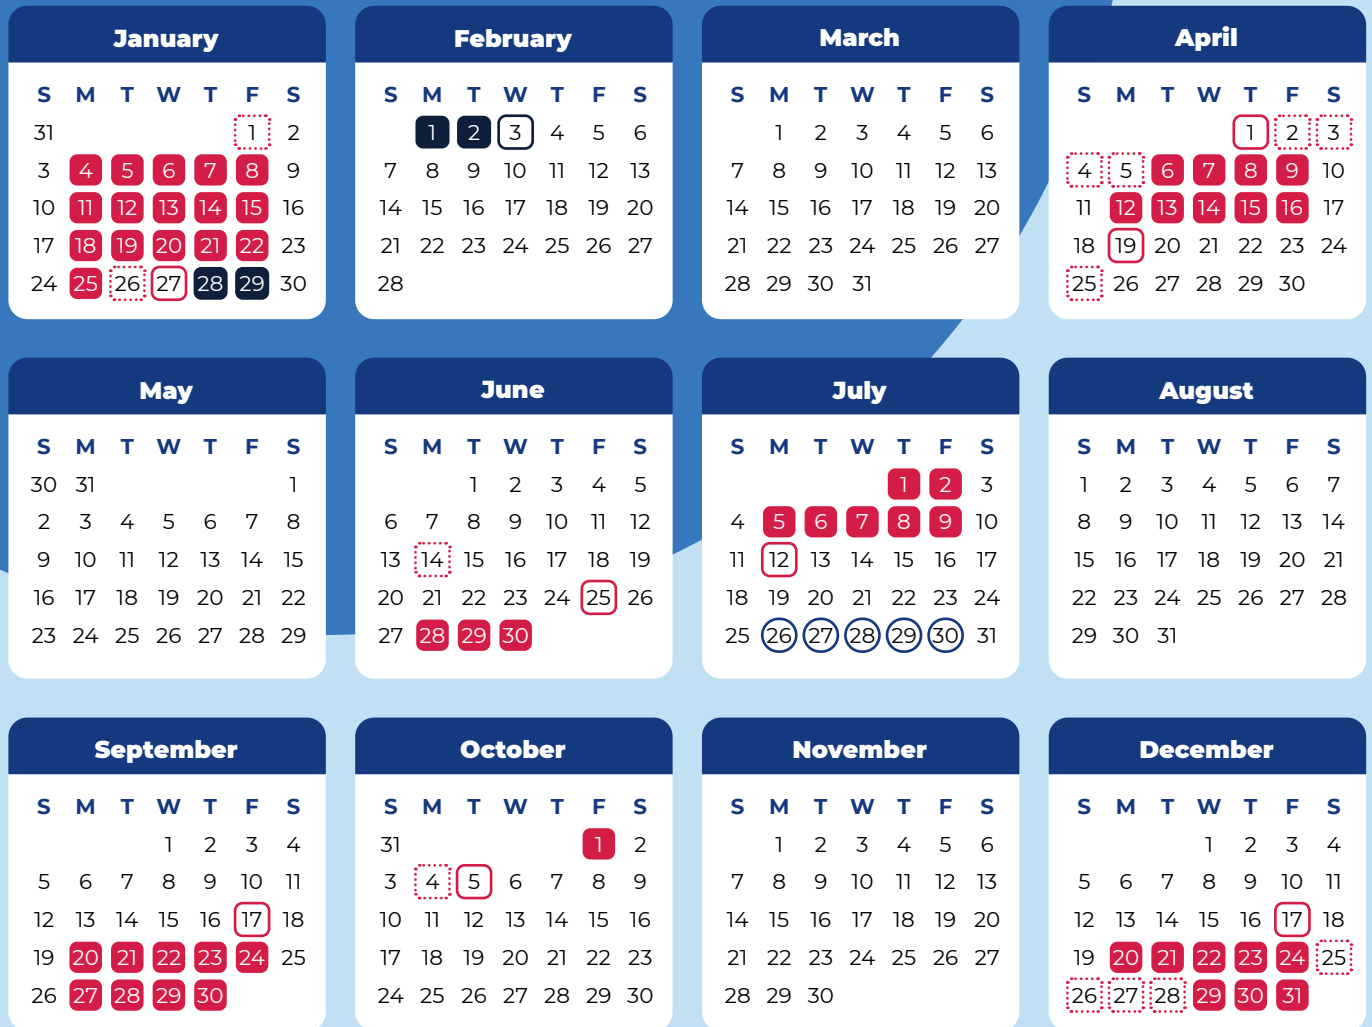 January
S M T W T F S
31 1 2
3 4 5 6 7 8 9
10 11 12 13 14 15 16
17 18 19 20 21 22 23
24 25 26 27 28 29 30
February
S M T W T F S
1 2 3 4 5 6
7 8 9 10 11 12 13
14 15 16 17 18 19 20
21 22 23 24 25 26 27
28
March
S M T W T F S
1 2 3 4 5 6
7 8 9 10 11 12 13
14 15 16 17 18 19 20
21 22 23 24 25 26 27
28 29 30 31
April
S M T W T F S
1 2 3
4 5 6 7 8 9 10
11 12 13 14 15 16 17
18 19 20 21 22 23 24
25 26 27 28 29 30
May
S M T W T F S
30 31 1
2 3 4 5 6 7 8
9 10 11 12 13 14 15
16 17 18 19 20 21 22
23 24 25 26 27 28 29
June
S M T W T F S
1 2 3 4 5
6 7 8 9 10 11 12
13 14 15 16 17 18 19
20 21 22 23 24 25 26
27 28 29 30
July
S M T W T F S
1 2 3
4 5 6 7 8 9 10
11 12 13 14 15 16 17
18 19 20 21 22 23 24
25 26 27 28 29 30 31
August
S M T W T F S
1 2 3 4 5 6 7
8 9 10 11 12 13 14
15 16 17 18 19 20 21
22 23 24 25 26 27 28
29 30 31
September
S M T W T F S
1 2 3 4
5 6 7 8 9 10 11
12 13 14 15 16 17 18
19 20 21 22 23 24 25
26 27 28 29 30
October
S M T W T F S
31 1 2
3 4 5 6 7 8 9
10 11 12 13 14 15 16
17 18 19 20 21 22 23
24 25 26 27 28 29 30
November
S M T W T F S
1 2 3 4 5 6
7 8 9 10 11 12 13
14 15 16 17 18 19 20
21 22 23 24 25 26 27
28 29 30
December
S M T W T F S
1 2 3 4
5 6 7 8 9 10 11
12 13 14 15 16 17 18
19 20 21 22 23 24 25
26 27 28 29 30 31